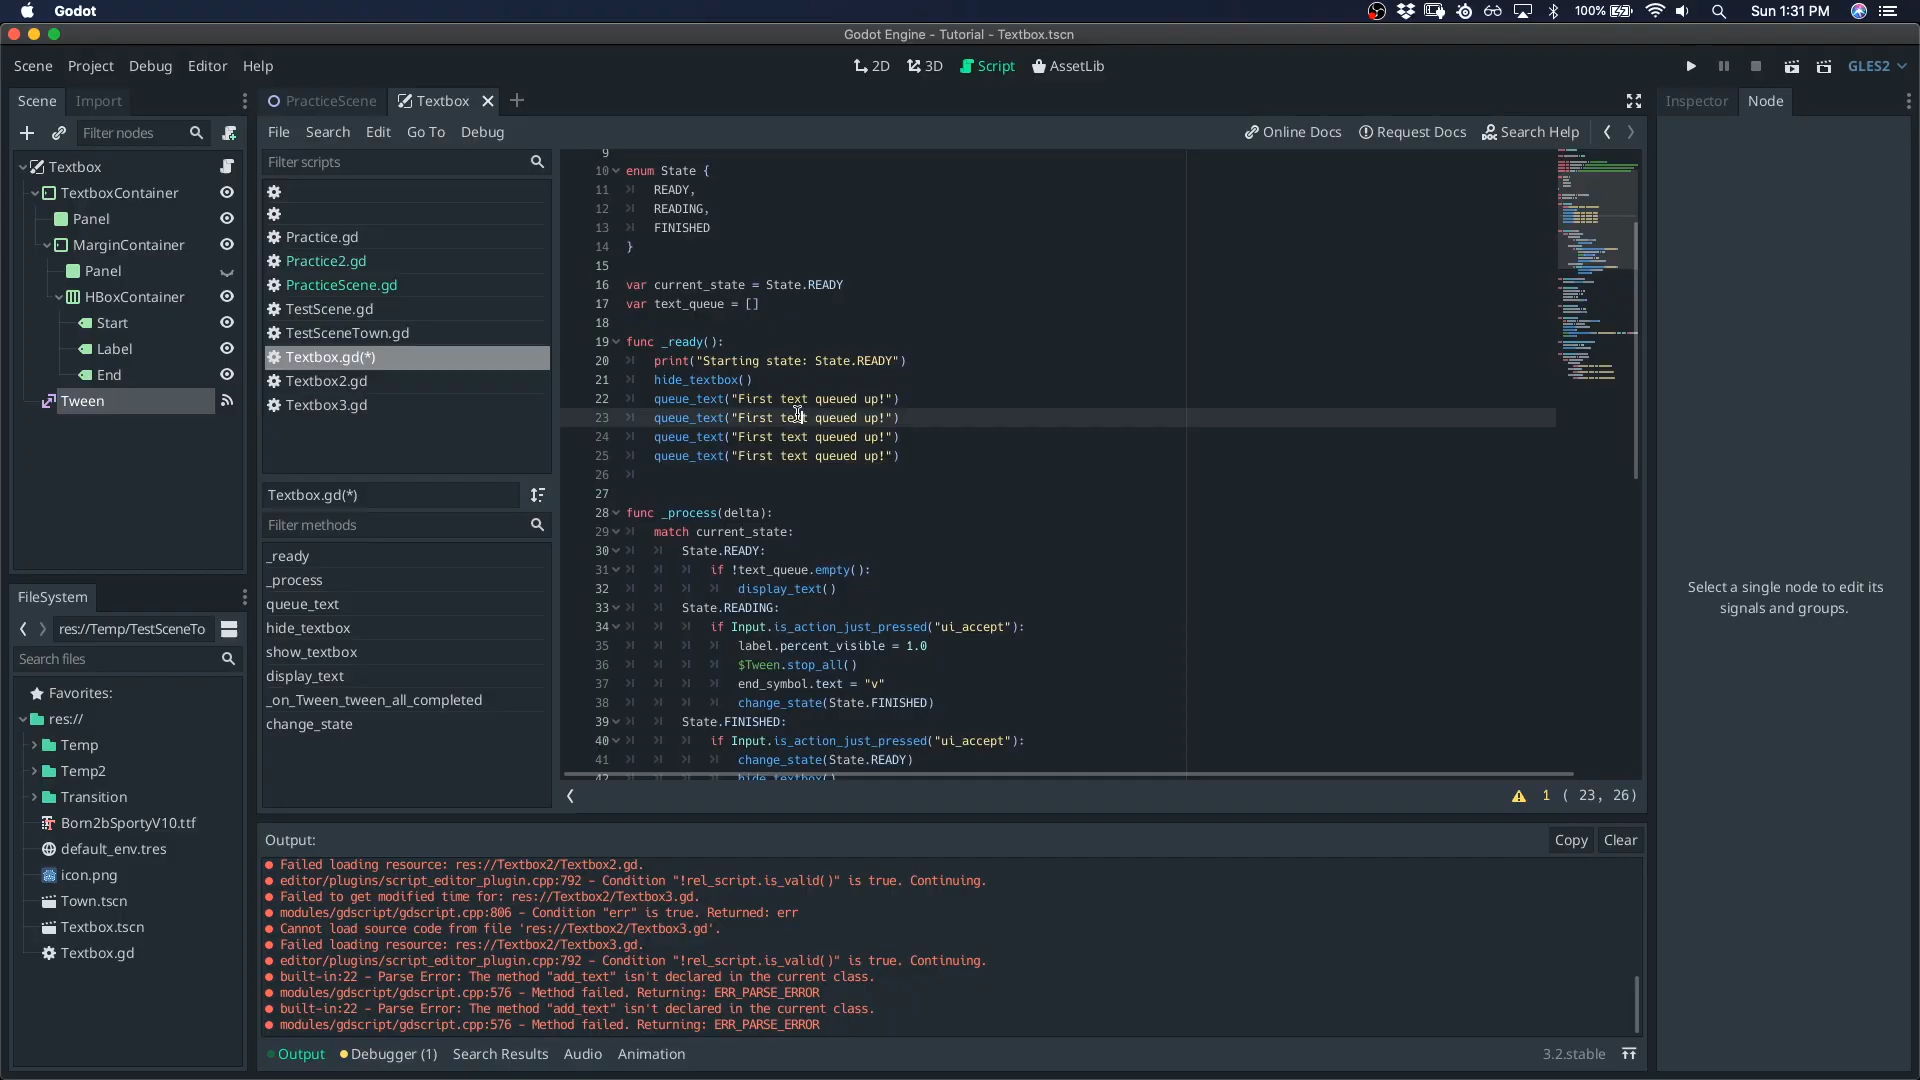 Godot
100%
Sun 1:31 PM
Godot Engine - Tutorial - Textbox.tscn
Scene Project Debug Editor Help
2D 3D Script AssetLib
GLES2
Scene Import
PracticeScene Textbox
Inspector Node
Filter nodes
File Search Edit Go To Debug
Online Docs Request Docs Search Help
Textbox
TextboxContainer
Panel
MarginContainer
Panel
HBoxContainer
Start
Label
End
Tween
Filter scripts
Practice.gd
Practice2.gd
PracticeScene.gd
TestScene.gd
TestSceneTown.gd
Textbox.gd(*)
Textbox2.gd
Textbox3.gd
Textbox.gd(*)
Filter methods
_ready
_process
queue_text
hide_textbox
show_textbox
display_text
_on_Tween_tween_all_completed
change_state
9
10 enum State {
11 READY,
12 READING,
13 FINISHED
14 }
15
16 var current_state = State.READY
17 var text_queue = []
18
19 func _ready():
20 print("Starting state: State.READY")
21 hide_textbox()
22 queue_text("First text queued up!")
23 queue_text("First text queued up!")
24 queue_text("First text queued up!")
25 queue_text("First text queued up!")
26
27
28 func _process(delta):
29 match current_state:
30 State.READY:
31 if !text_queue.empty():
32 display_text()
33 State.READING:
34 if Input.is_action_just_pressed("ui_accept"):
35 label.percent_visible = 1.0
36 $Tween.stop_all()
37 end_symbol.text = "v"
38 change_state(State.FINISHED)
39 State.FINISHED:
40 if Input.is_action_just_pressed("ui_accept"):
41 change_state(State.READY)
42 hide_textbox()
1 ( 23, 26)
Select a single node to edit its
signals and groups.
FileSystem
res://Temp/TestSceneTo
Search files
Favorites:
res://
Temp
Temp2
Transition
Born2bSportyV10.ttf
default_env.tres
icon.png
Town.tscn
Textbox.tscn
Textbox.gd
Output:
Copy Clear
Failed loading resource: res://Textbox2/Textbox2.gd.
editor/plugins/script_editor_plugin.cpp:792 - Condition "!rel_script.is_valid()" is true. Continuing.
Failed to get modified time for: res://Textbox2/Textbox3.gd.
modules/gdscript/gdscript.cpp:806 - Condition "err" is true. Returned: err
Cannot load source code from file 'res://Textbox2/Textbox3.gd'.
Failed loading resource: res://Textbox2/Textbox3.gd.
editor/plugins/script_editor_plugin.cpp:792 - Condition "!rel_script.is_valid()" is true. Continuing.
built-in:22 - Parse Error: The method "add_text" isn't declared in the current class.
modules/gdscript/gdscript.cpp:576 - Method failed. Returning: ERR_PARSE_ERROR
built-in:22 - Parse Error: The method "add_text" isn't declared in the current class.
modules/gdscript/gdscript.cpp:576 - Method failed. Returning: ERR_PARSE_ERROR
Output Debugger (1) Search Results Audio Animation
3.2.stable